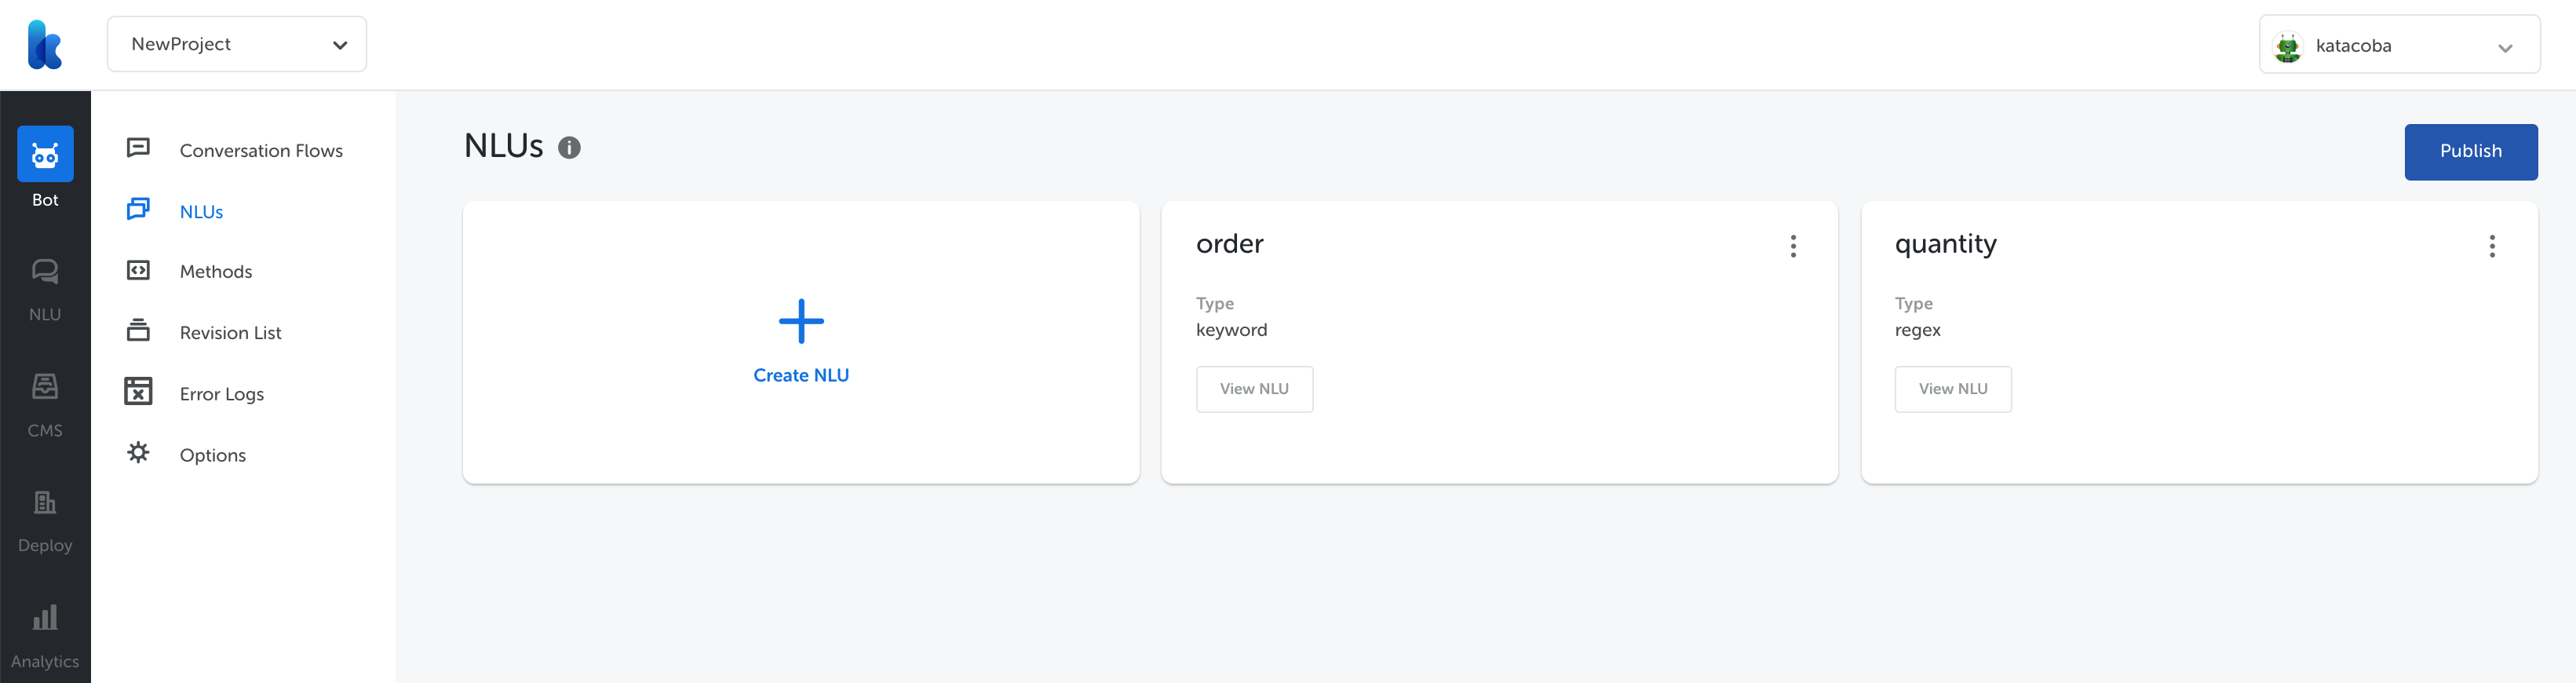 NewProject
katacoba
Bot
NLU
CMS
Deploy
Analytics
Conversation Flows
NLUs
Methods
Revision List
Error Logs
Options
NLUs
Publish
Create NLU
order
Type
keyword
View NLU
quantity
Type
regex
View NLU